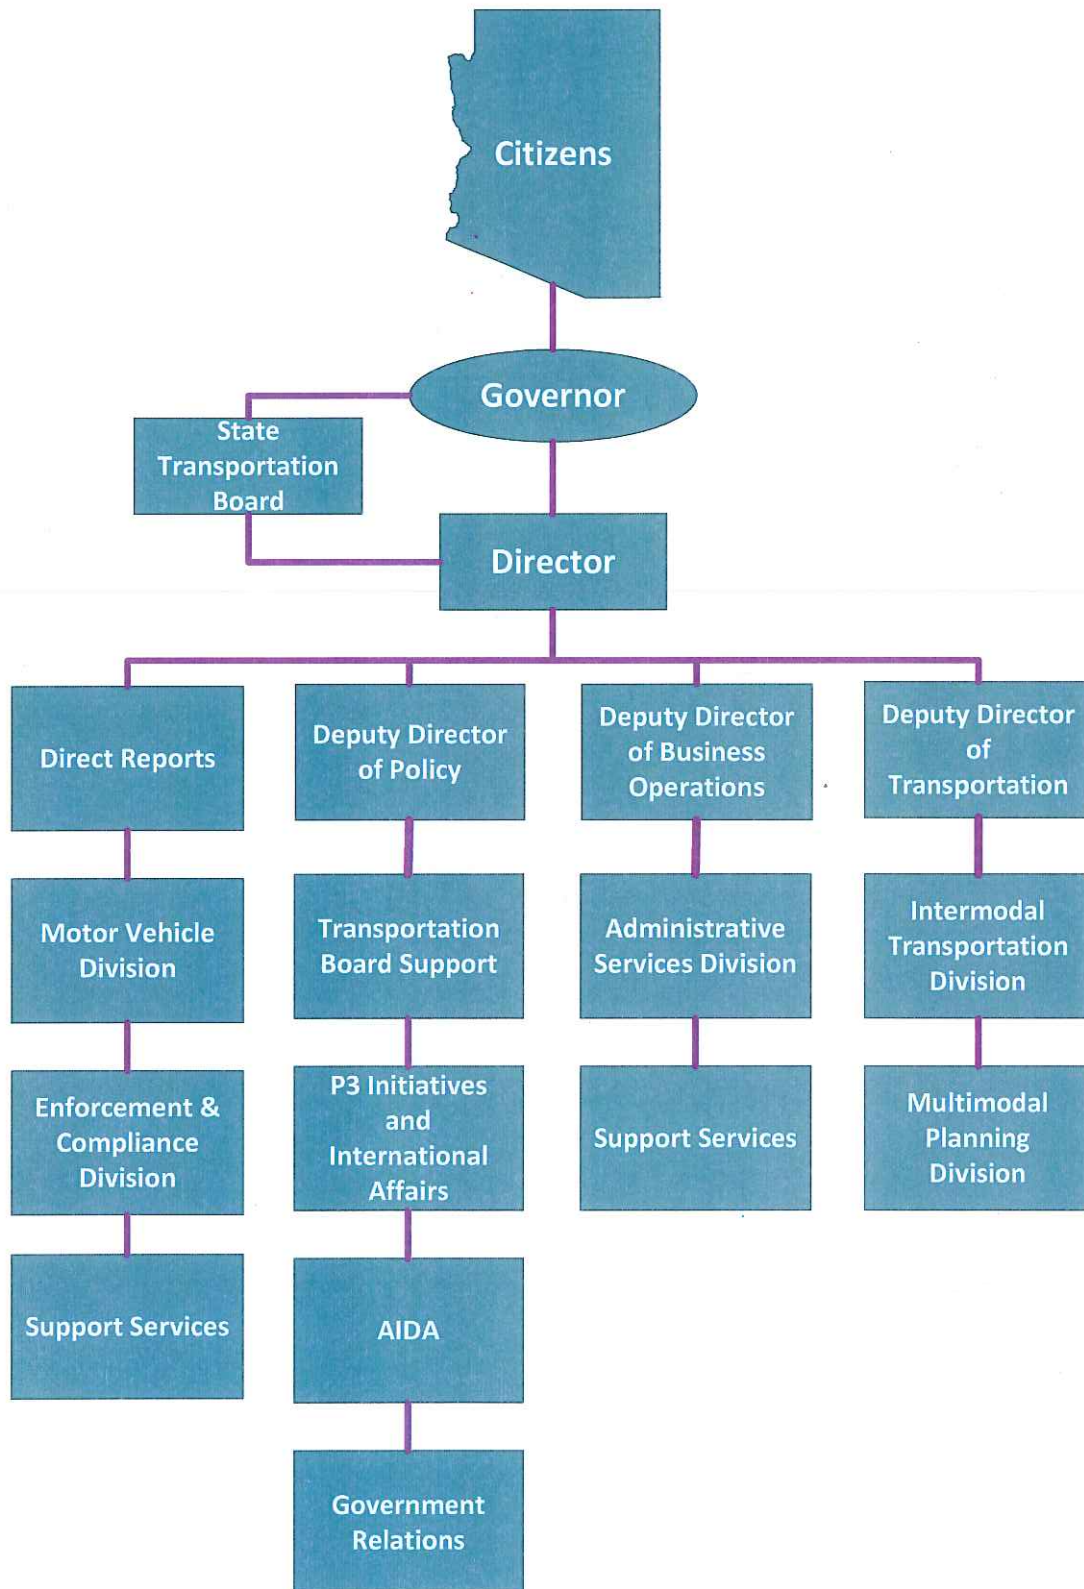 Citizens
Governor
State
Transportation
Board
Director
Direct Reports
Deputy Director
of Policy
Deputy Director
of Business
Operations
Deputy Director
of
Transportation
Motor Vehicle
Division
Transportation
Board Support
Administrative
Services Division
Intermodal
Transportation
Division
Enforcement &
Compliance
Division
P3 Initiatives
and
International
Affairs
Support Services
Multimodal
Planning
Division
Support Services
AIDA
Government
Relations